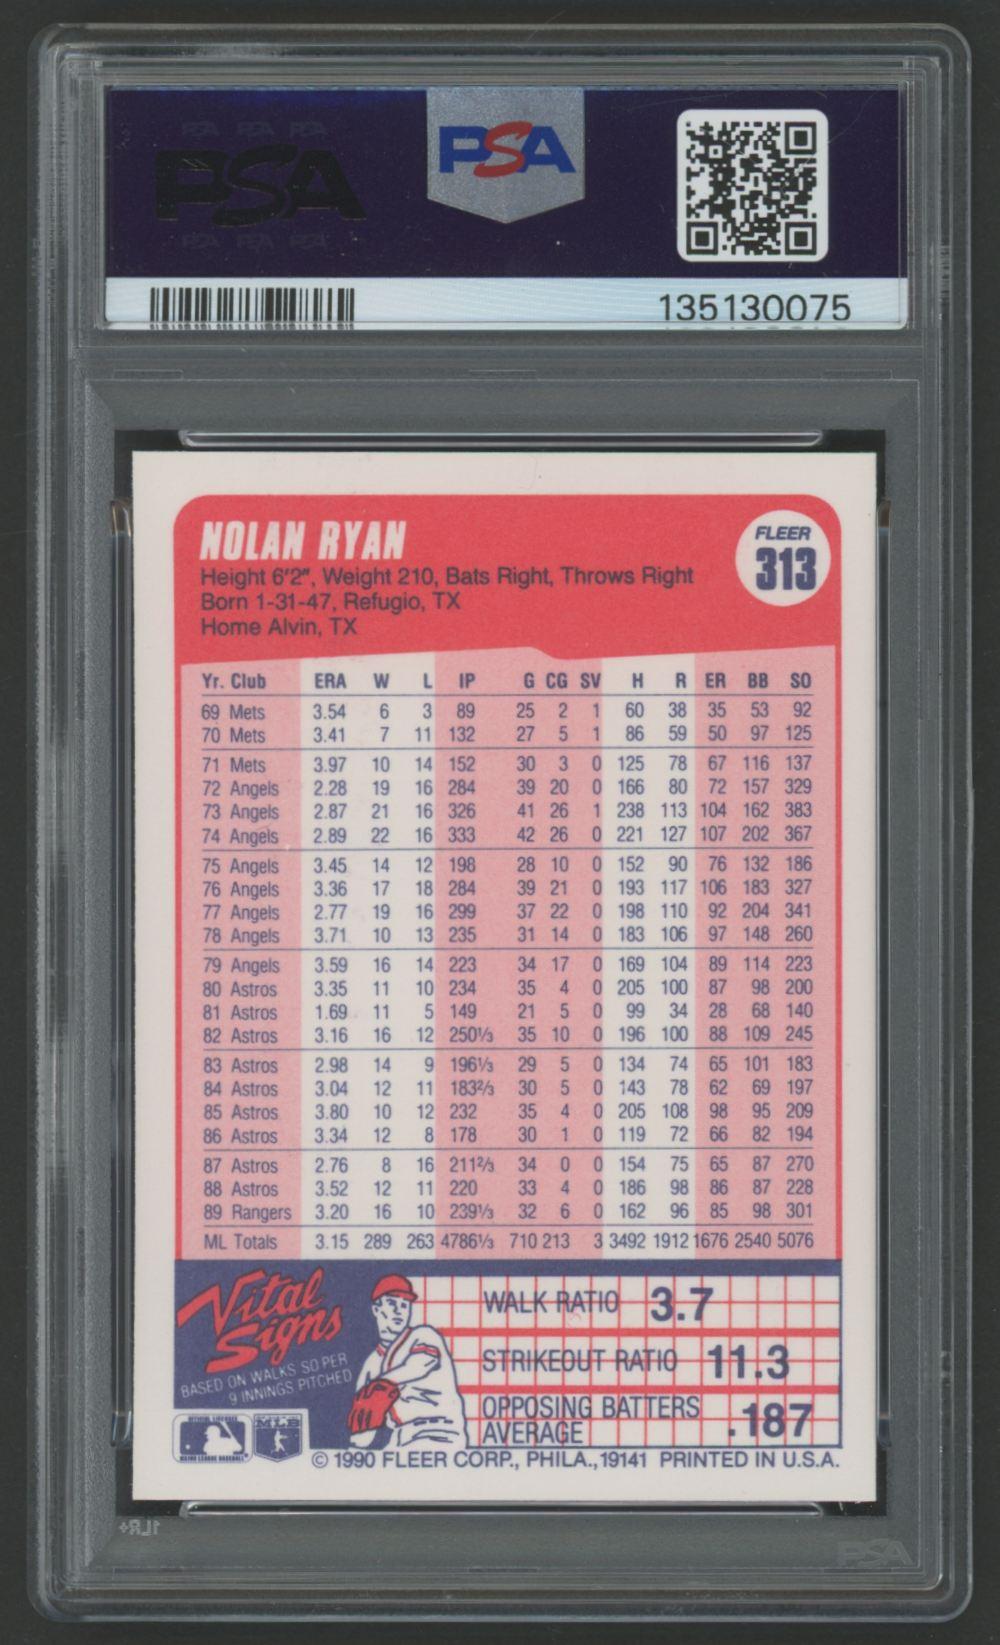 PSA PSA PSA
PSA
PSA PSA PSA
PSA
135130075
NOLAN RYAN
FLEER
313
Height 6'2", Weight 210, Bats Right, Throws Right
Born 1-31-47, Refugio, TX
Home Alvin, TX
Yr. Club ERA W L IP G CG SV H R ER BB SO
69 Mets 3.54 6 3 89 25 2 1 60 38 35 53 92
70 Mets 3.41 7 11 132 27 5 1 86 59 50 97 125
71 Mets 3.97 10 14 152 30 3 0 125 78 67 116 137
72 Angels 2.28 19 16 284 39 20 0 166 80 72 157 329
73 Angels 2.87 21 16 326 41 26 1 238 113 104 162 383
74 Angels 2.89 22 16 333 42 26 0 221 127 107 202 367
75 Angels 3.45 14 12 198 28 10 0 152 90 76 132 186
76 Angels 3.36 17 18 284 39 21 0 193 117 106 183 327
77 Angels 2.77 19 16 299 37 22 0 198 110 92 204 341
78 Angels 3.71 10 13 235 31 14 0 183 106 97 148 260
79 Angels 3.59 16 14 223 34 17 0 169 104 89 114 223
80 Astros 3.35 11 10 234 35 4 0 205 100 87 98 200
81 Astros 1.69 11 5 149 21 5 0 99 34 28 68 140
82 Astros 3.16 16 12 250⅓ 35 10 0 196 100 88 109 245
83 Astros 2.98 14 9 196⅓ 29 5 0 134 74 65 101 183
84 Astros 3.04 12 11 183⅔ 30 5 0 143 78 62 69 197
85 Astros 3.80 10 12 232 35 4 0 205 108 98 95 209
86 Astros 3.34 12 8 178 30 1 0 119 72 66 82 194
87 Astros 2.76 8 16 211⅔ 34 0 0 154 75 65 87 270
88 Astros 3.52 12 11 220 33 4 0 186 98 86 87 228
89 Rangers 3.20 16 10 239⅓ 32 6 0 162 96 85 98 301
ML Totals 3.15 289 263 4786⅓ 710 213 3 3492 1912 1676 2540 5076
Vital
Signs
BASED ON WALKS SO PER
9 INNINGS PITCHED
WALK RATIO 3.7
STRIKEOUT RATIO 11.3
OPPOSING BATTERS
AVERAGE .187
MLB
MAJOR LEAGUE BASEBALL
© 1990 FLEER CORP., PHILA., 19141 PRINTED IN U.S.A.
1LR+
PSA